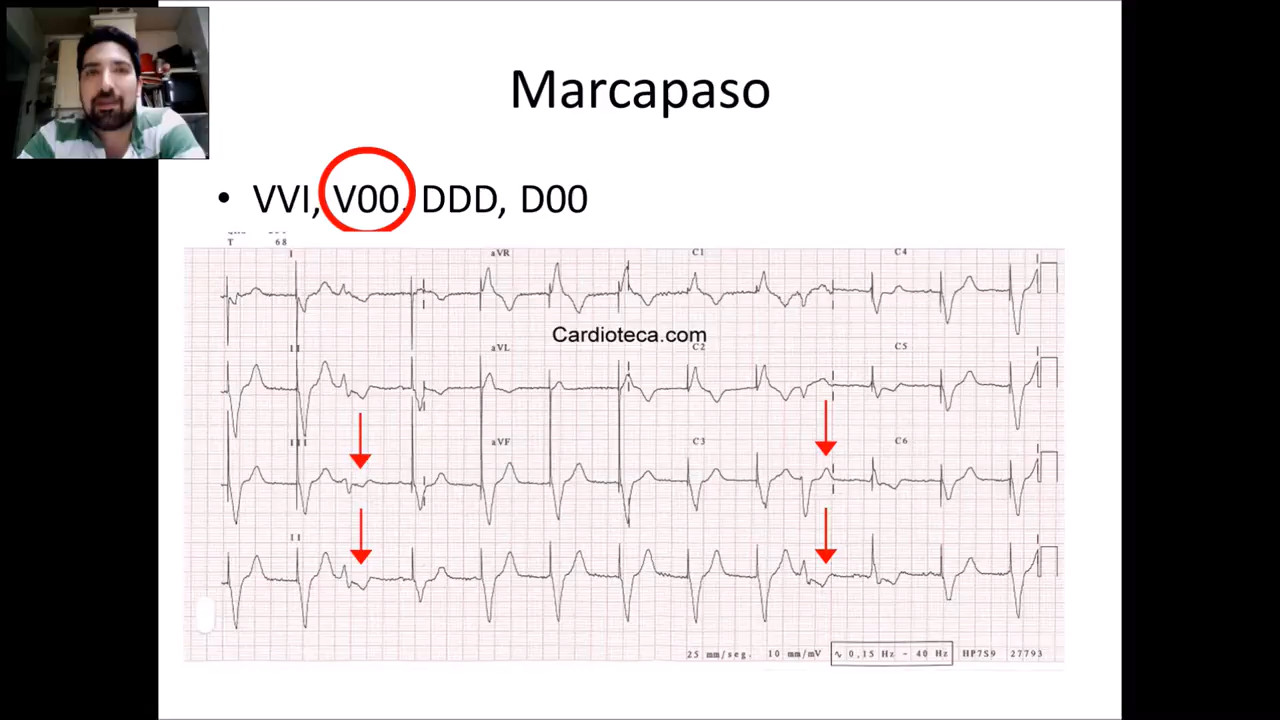 Marcapaso
• VVI, V00, DDD, D00
T 68
I aVR C1 C4
Cardioteca.com
II aVL C2 C5
III aVF C3 C6
II
25 mm/seg. 10 mm/mV ∿ 0,15 Hz - 40 Hz HP7S9 27793